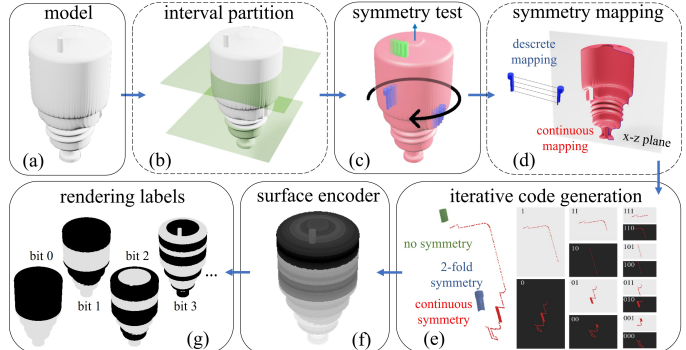 model
interval partition
symmetry test
symmetry mapping
descrete
mapping
continuous
mapping
x-z plane
(a)
(b)
(c)
(d)
rendering labels
surface encoder
iterative code generation
bit 0
bit 1
bit 2
bit 3
...
no symmetry
2-fold
symmetry
continuous
symmetry
1
11
111
110
10
101
100
0
01
011
010
00
001
000
(g)
(f)
(e)